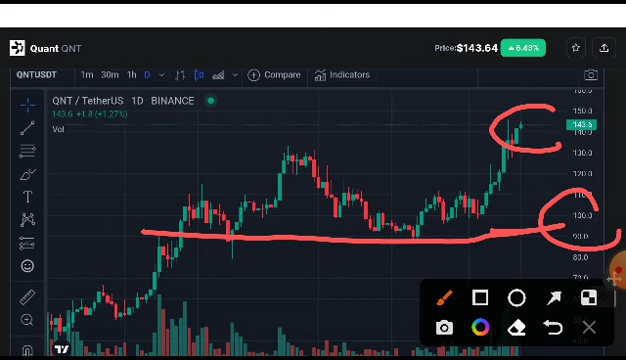 Quant QNT Price:$143.64 6.43%
QNTUSDT 1m 30m 1h D Compare Indicators
QNT / TetherUS 1D BINANCE
143.6 +1.8 (+1.27%)
Vol
150.0
143.6
140.0
130.0
120.0
100.0
90.0
80.0
70.0